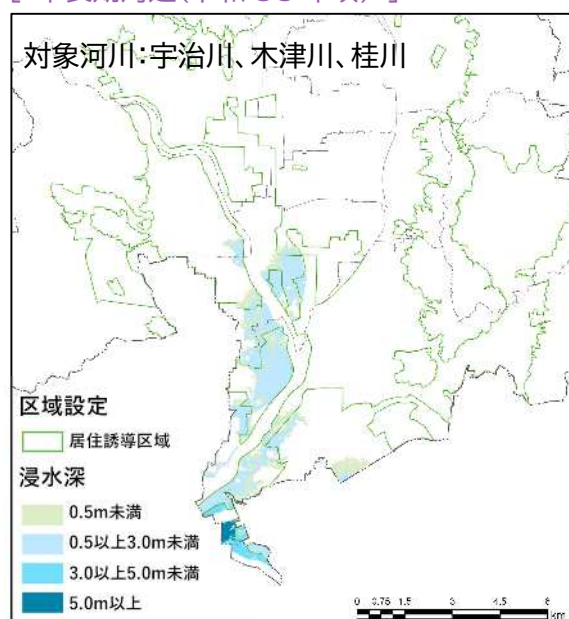 対象河川:宇治川、木津川、桂川
区域設定
居住誘導区域
浸水深
0.5m未満
0.5以上3.0m未満
3.0以上5.0m未満
5.0m以上
0 0.75 1.5 3 4.5 6
km